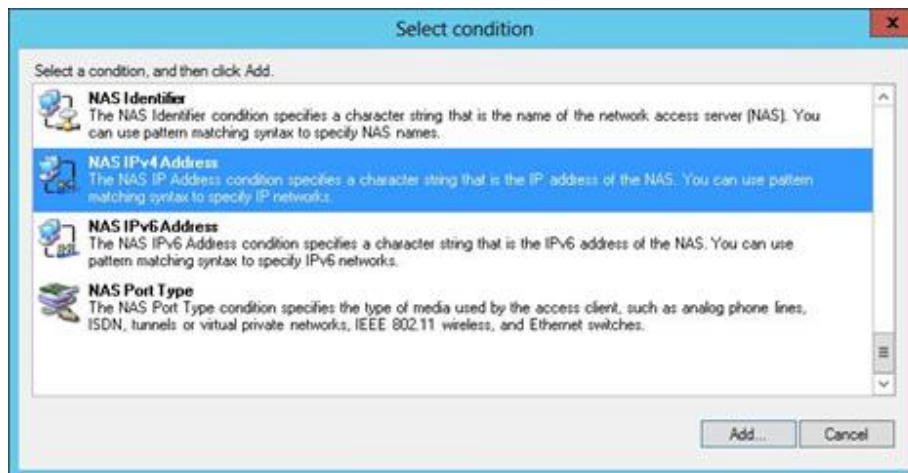 Select condition
x
Select a condition, and then click Add.
NAS Identifier
The NAS Identifier condition specifies a character string that is the name of the network access server (NAS). You
can use pattern matching syntax to specify NAS names.
NAS IPv4 Address
The NAS IP Address condition specifies a character string that is the IP address of the NAS. You can use pattern
matching syntax to specify IP networks.
NAS IPv6 Address
The NAS IPv6 Address condition specifies a character string that is the IPv6 address of the NAS. You can use
pattern matching syntax to specify IPv6 networks.
NAS Port Type
The NAS Port Type condition specifies the type of media used by the access client, such as analog phone lines,
ISDN, tunnels or virtual private networks, IEEE 802.11 wireless, and Ethernet switches.
Add... Cancel